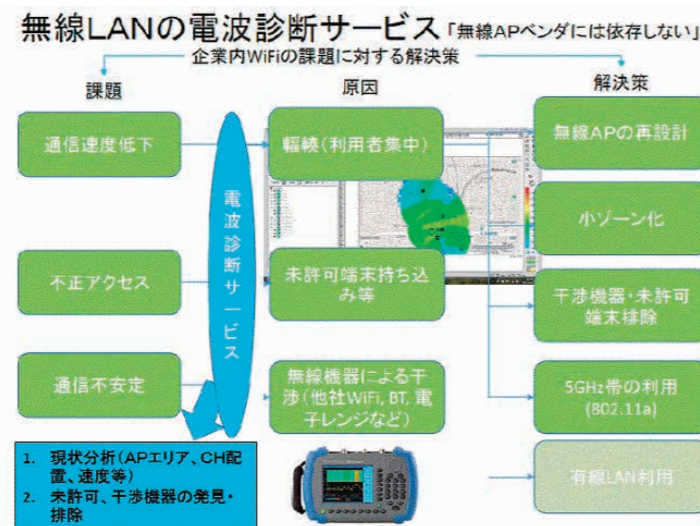 無線LANの電波診断サービス「無線APベンダには依存しない」
企業内WiFiの課題に対する解決策
課題
原因
解決策
通信速度低下
輻輳(利用者集中)
無線APの再設計
小ゾーン化
電波診断サービス
不正アクセス
未許可端末持ち込
み等
干渉機器・未許可
端末排除
通信不安定
無線機器による干
渉(他社WiFi, BT, 電
子レンジなど)
5GHz帯の利用
(802.11a)
1. 現状分析(APエリア、CH配
置、速度等)
2. 未許可、干渉機器の発見・
排除
有線LAN利用